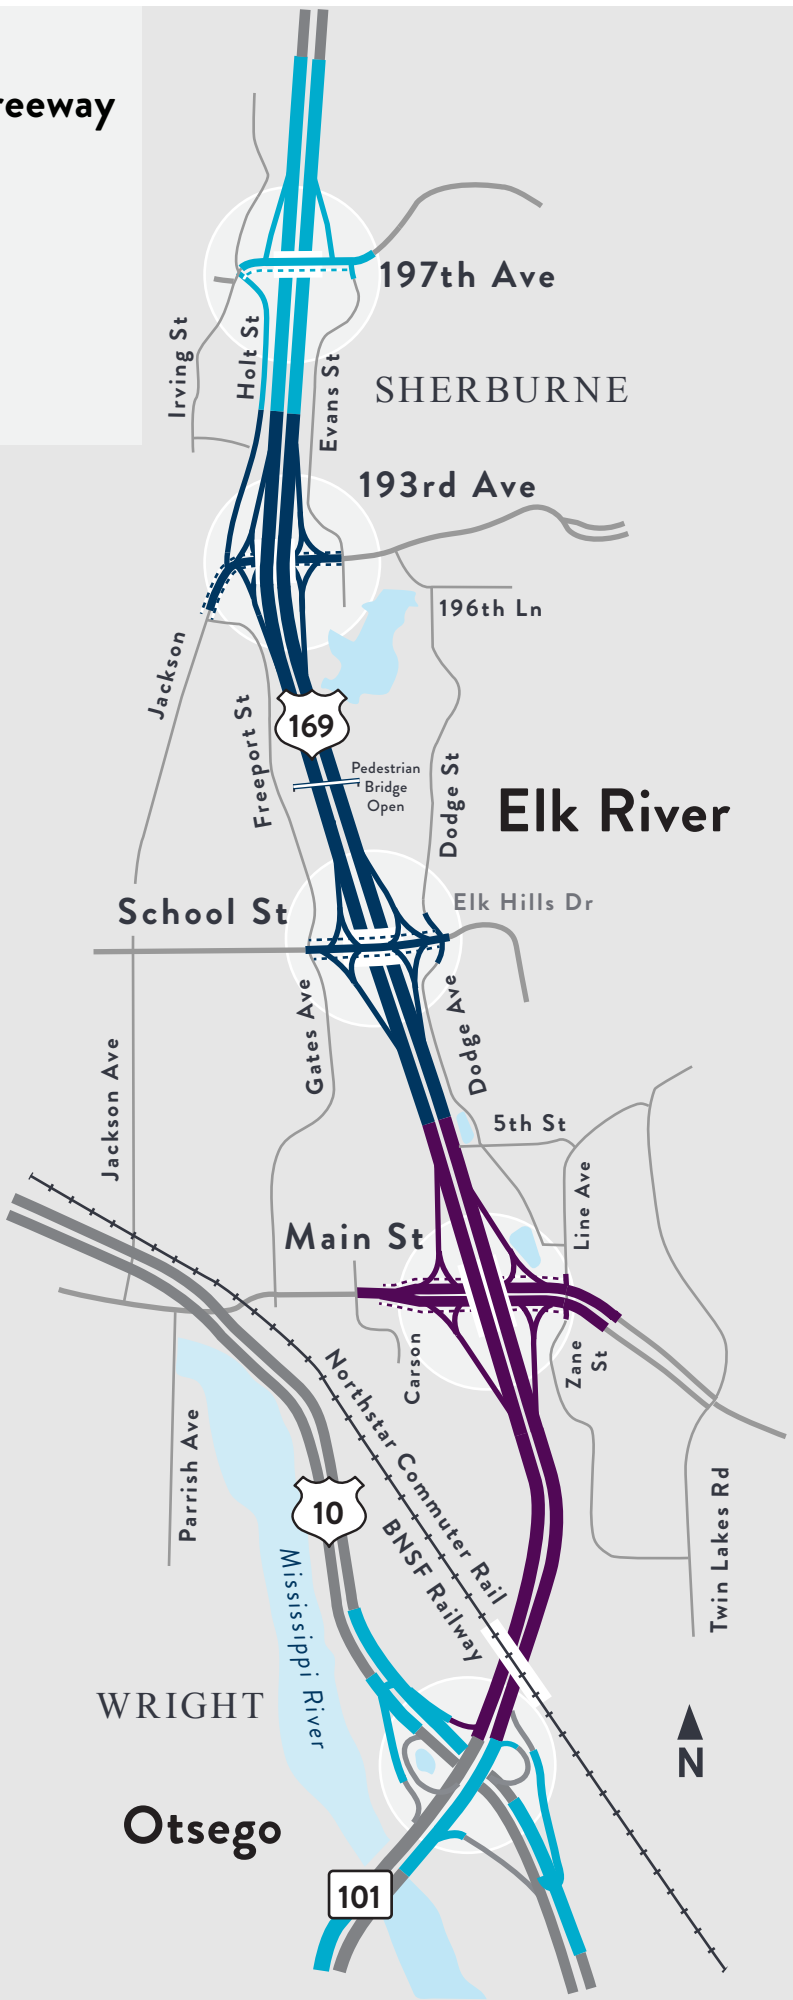 reeway
197th Ave
Irving St
Holt St
Evans St
SHERBURNE
193rd Ave
196th Ln
Jackson
Freeport St
169
Pedestrian
Bridge
Open
Dodge St
Elk River
School St
Elk Hills Dr
Gates Ave
Dodge Ave
Jackson Ave
5th St
Line Ave
Main St
Carson
Zane
St
Northstar Commuter Rail
BNSF Railway
Parrish Ave
10
Twin Lakes Rd
Mississippi River
WRIGHT
N
Otsego
101